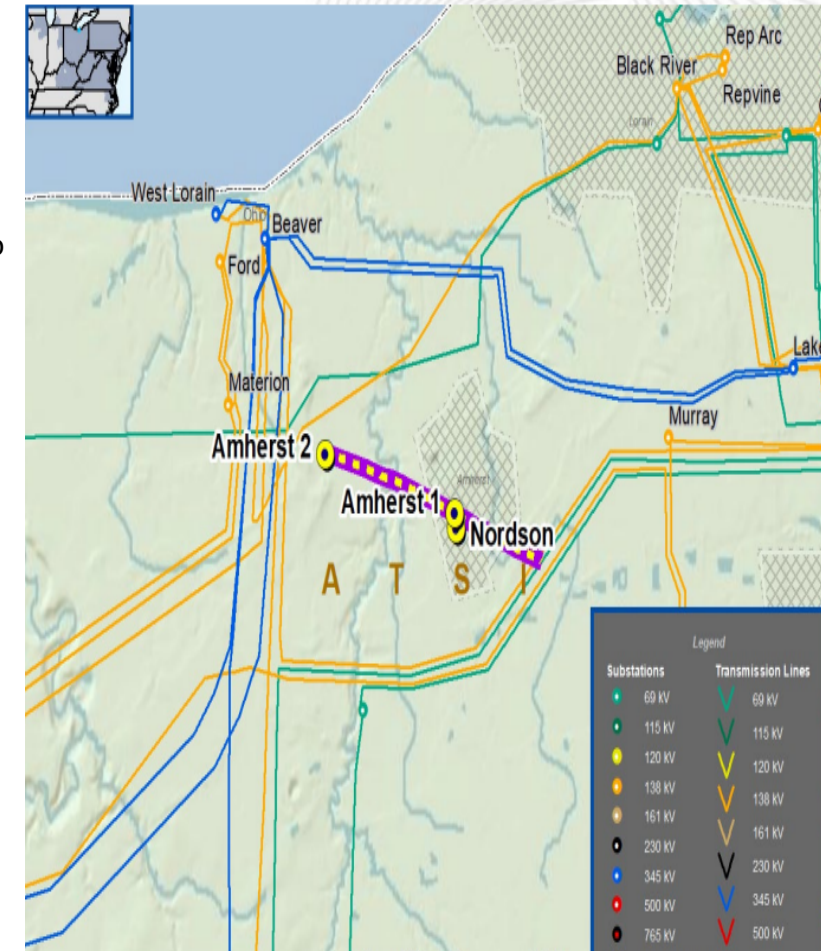 Rep Arc
Black River
Repvine
Lorain
West Lorain
Ohio
Beaver
Ford
Lake
Materion
Murray
Amherst 2
Amherst
Amherst 1
Nordson
A T S I
Legend
Substations Transmission Lines
69 kV 69 kV
115 kV 115 kV
120 kV 120 kV
138 kV 138 kV
161 kV 161 kV
230 kV 230 kV
345 kV 345 kV
500 kV 500 kV
765 kV